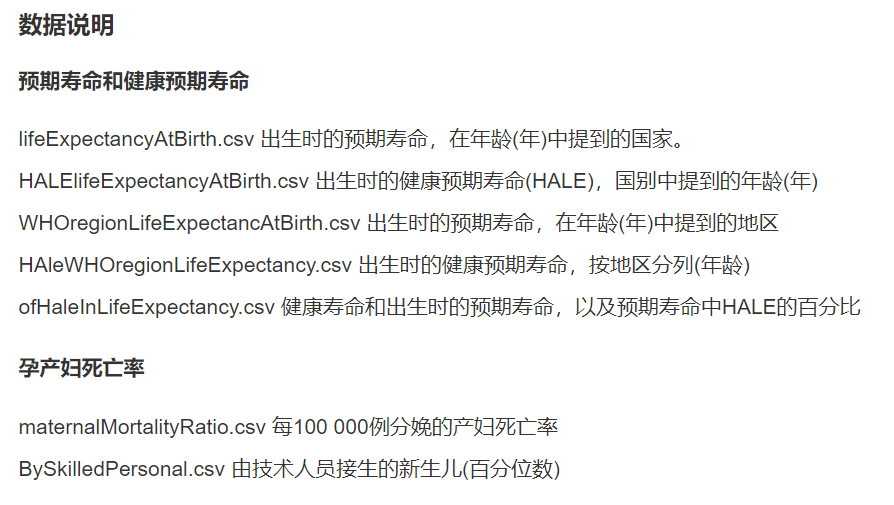 数据说明
预期寿命和健康预期寿命
lifeExpectancyAtBirth.csv 出生时的预期寿命，在年龄(年)中提到的国家。
HALElifeExpectancyAtBirth.csv 出生时的健康预期寿命(HALE)，国别中提到的年龄(年)
WHOregionLifeExpectancAtBirth.csv 出生时的预期寿命，在年龄(年)中提到的地区
HAleWHOregionLifeExpectancy.csv 出生时的健康预期寿命，按地区分列(年龄)
ofHaleInLifeExpectancy.csv 健康寿命和出生时的预期寿命，以及预期寿命中HALE的百分比
孕产妇死亡率
maternalMortalityRatio.csv 每100 000例分娩的产妇死亡率
BySkilledPersonal.csv 由技术人员接生的新生儿(百分位数)